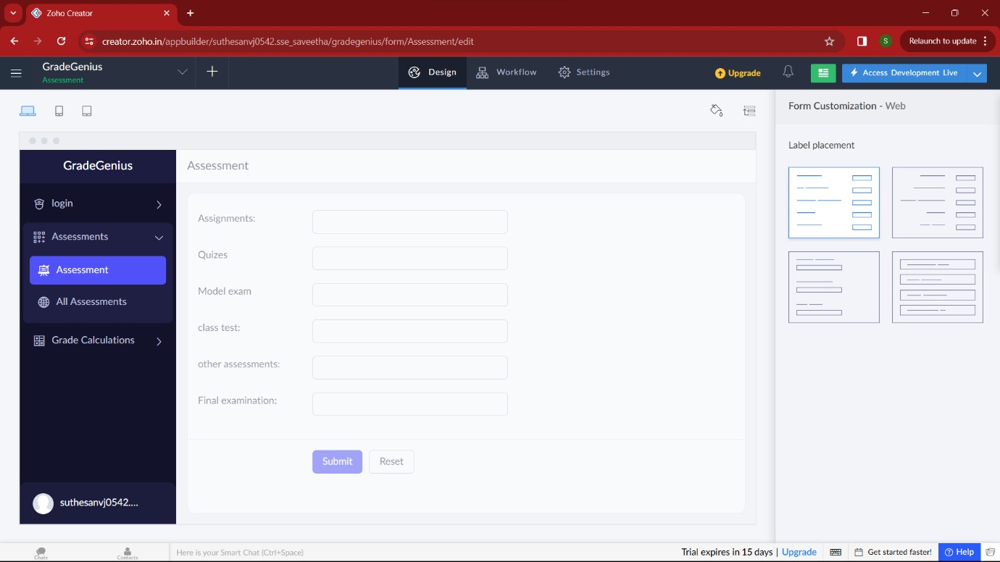 Zoho Creator
creator.zoho.in/appbuilder/suthesanvj0542.sse_saveetha/gradegenius/form/Assessment/edit
S
Relaunch to update
GradeGenius
Assessment
Design
Workflow
Settings
Upgrade
Access Development Live
Form Customization - Web
Label placement
GradeGenius
login
Assessments
Assessment
All Assessments
Grade Calculations
suthesanvj0542....
Assessment
Assignments:
Quizes
Model exam
class test:
other assessments:
Final examination:
Submit
Reset
Chats
Contacts
Here is your Smart Chat (Ctrl+Space)
Trial expires in 15 days | Upgrade
Get started faster!
Help